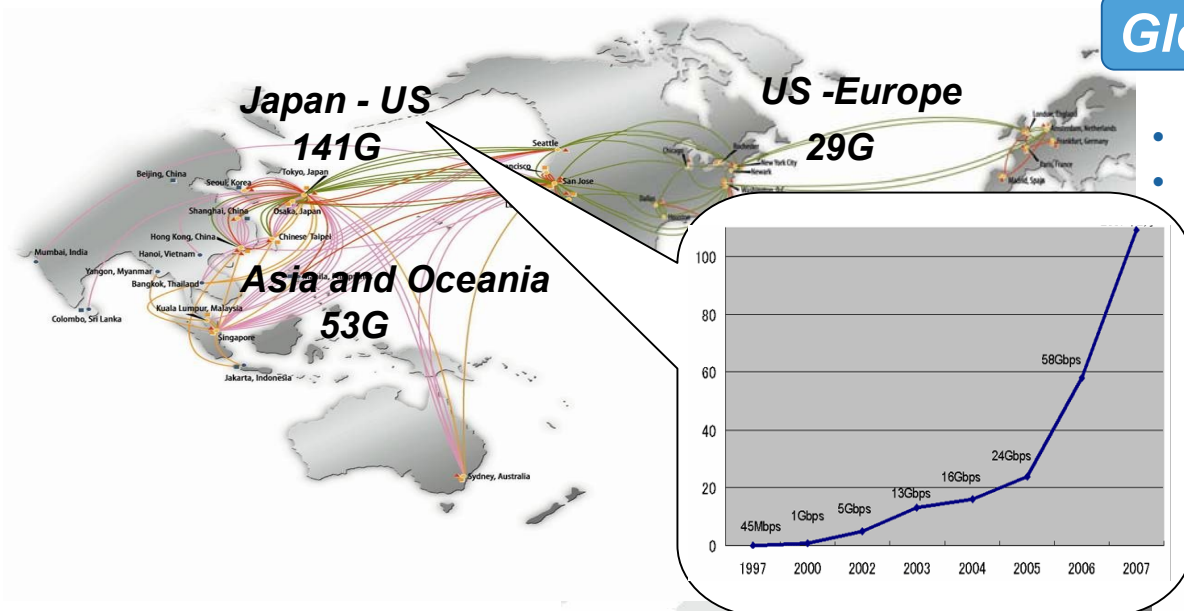 Glo
Japan - US
141G
US -Europe
29G
Asia and Oceania
53G
Seattle
San Jose
Chicago
Rochester
New York City
Newark
Dallas
London, England
Amsterdam, Netherlands
Frankfurt, Germany
Paris, France
Madrid, Spain
Beijing, China
Seoul, Korea
Tokyo, Japan
Osaka, Japan
Shanghai, China
Chinese Taipei
Hong Kong, China
Hanoi, Vietnam
Mumbai, India
Yangon, Myanmar
Bangkok, Thailand
Colombo, Sri Lanka
Kuala Lumpur, Malaysia
Singapore
Jakarta, Indonesia
Sydney, Australia
100
80
60
40
20
0
45Mbps
1Gbps
5Gbps
13Gbps
16Gbps
24Gbps
58Gbps
1997 2000 2002 2003 2004 2005 2006 2007